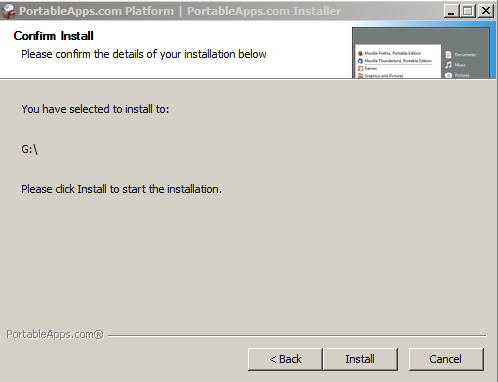 PortableApps.com Platform | PortableApps.com Installer
Confirm Install
Please confirm the details of your installation below
Mozilla Firefox, Portable Edition
Mozilla Thunderbird, Portable Edition
Games
Graphics and Pictures
Documents
Music
Pictures
You have selected to install to:
G:\
Please click Install to start the installation.
PortableApps.com®
< Back
Install
Cancel